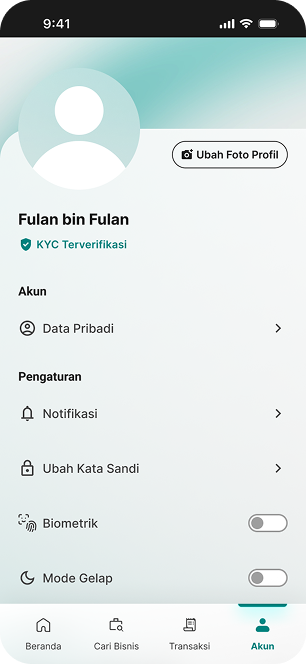 9:41
Ubah Foto Profil
Fulan bin Fulan
KYC Terverifikasi
Akun
Data Pribadi
Pengaturan
Notifikasi
Ubah Kata Sandi
Biometrik
Mode Gelap
Beranda
Cari Bisnis
Transaksi
Akun